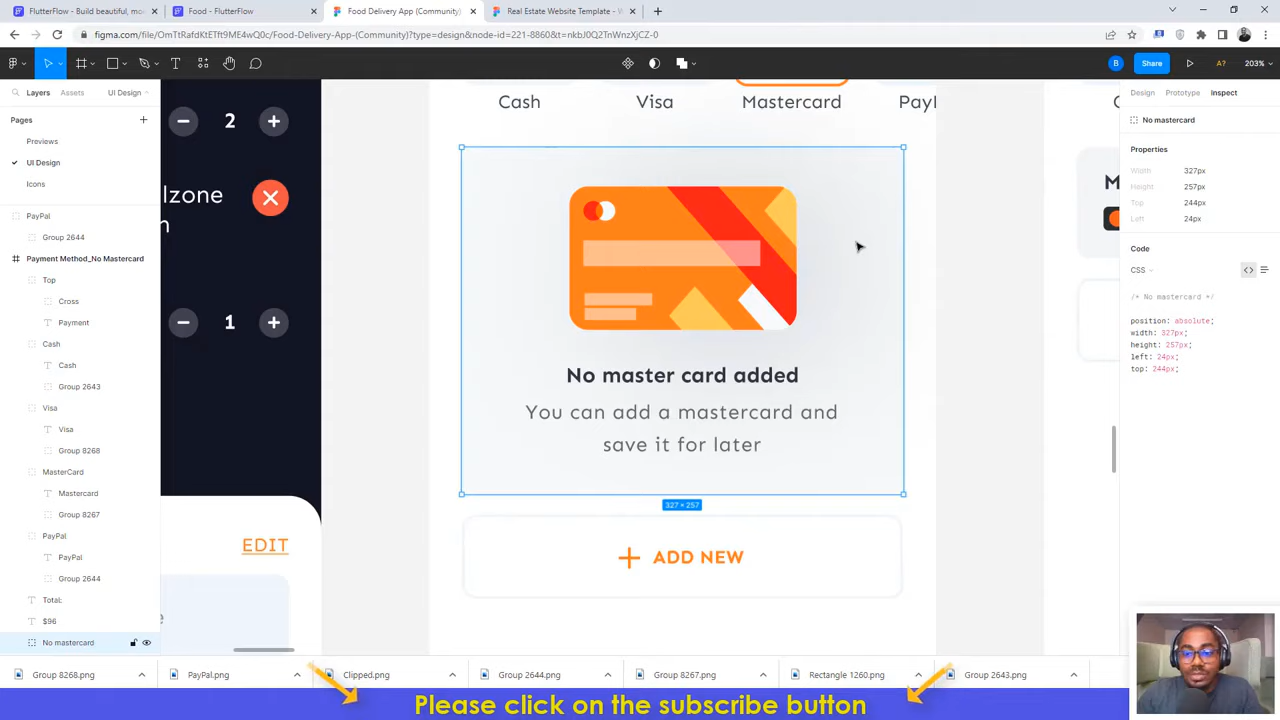 FlutterFlow - Build beautiful, mo
Food - FlutterFlow
Food Delivery App (Community)
Real Estate Website Template - W
figma.com/file/OmTtRafdKtETft9ME4wQ0c/Food-Delivery-App-(Community)?type=design&node-id=221-8860&t=nkbJ0Q2TnWnzXjCZ-0
B
Share
A?
203%
Layers
Assets
UI Design
Design
Prototype
Inspect
Pages
Previews
UI Design
Icons
PayPal
Group 2644
Payment Method_No Mastercard
Top
Cross
Payment
Cash
Cash
Group 2643
Visa
Visa
Group 8268
MasterCard
Mastercard
Group 8267
PayPal
PayPal
Group 2644
Total:
$96
No mastercard
2
lzone
1
EDIT
Cash
Visa
Mastercard
PayI
No master card added
You can add a mastercard and
save it for later
327 × 257
ADD NEW
M
No mastercard
Properties
Width 327px
Height 257px
Top 244px
Left 24px
Code
CSS
/* No mastercard */
position: absolute;
width: 327px;
height: 257px;
left: 24px;
top: 244px;
Group 8268.png
PayPal.png
Clipped.png
Group 2644.png
Group 8267.png
Rectangle 1260.png
Group 2643.png
Please click on the subscribe button